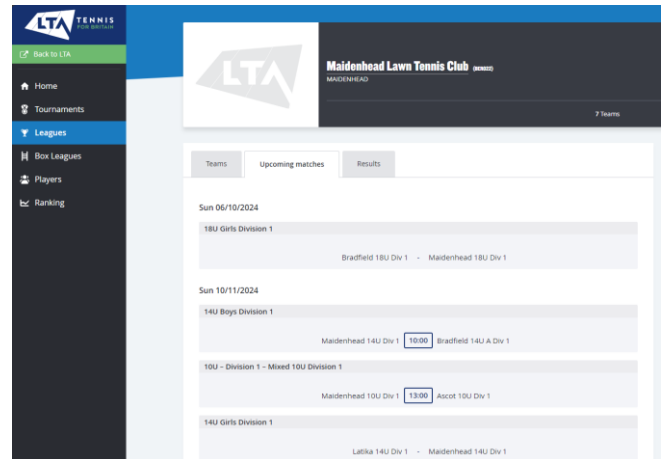 LTA TENNIS
FOR BRITAIN
Back to LTA
Home
Tournaments
Leagues
Box Leagues
Players
Ranking
LTA
Maidenhead Lawn Tennis Club
MAIDENHEAD
7 Teams
Teams Upcoming matches Results
Sun 06/10/2024
18U Girls Division 1
Bradfield 18U Div 1 - Maidenhead 18U Div 1
Sun 10/11/2024
14U Boys Division 1
Maidenhead 14U Div 1 10:00 Bradfield 14U A Div 1
10U – Division 1 – Mixed 10U Division 1
Maidenhead 10U Div 1 13:00 Ascot 10U Div 1
14U Girls Division 1
Latika 14U Div 1 - Maidenhead 14U Div 1